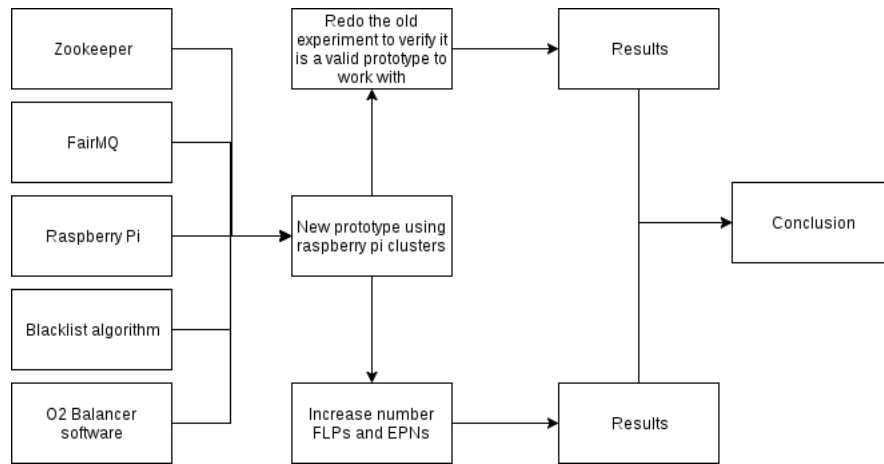 Zookeeper
FairMQ
Raspberry Pi
Blacklist algorithm
O2 Balancer
software
Redo the old
experiment to verify it
is a valid prototype to
work with
New prototype using
raspberry pi clusters
Increase number
FLPs and EPNs
Results
Results
Conclusion